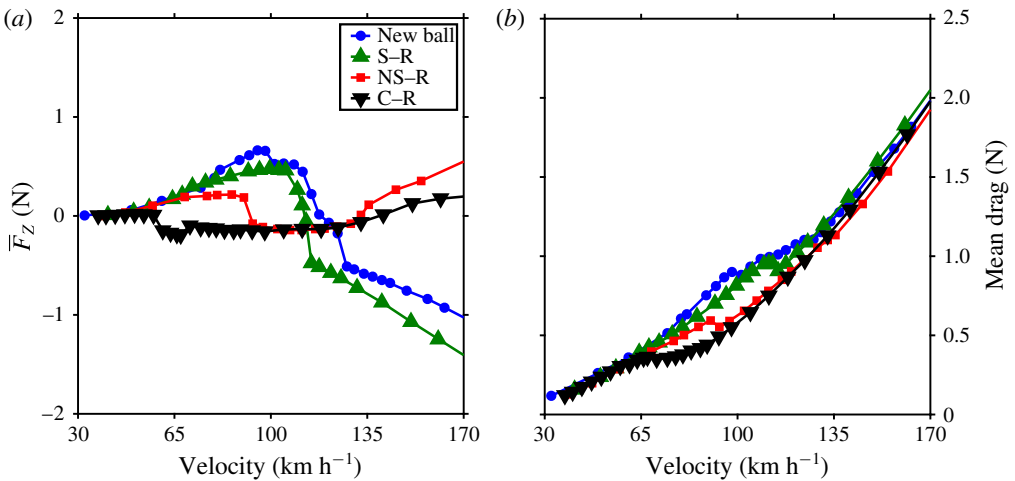 (a)
2
1
0
−1
−2
F̅_Z (N)
30 65 100 135 170
Velocity (km h⁻¹)
New ball
S–R
NS–R
C–R
(b)
2.5
2.0
1.5
1.0
0.5
0
Mean drag (N)
30 65 100 135 170
Velocity (km h⁻¹)